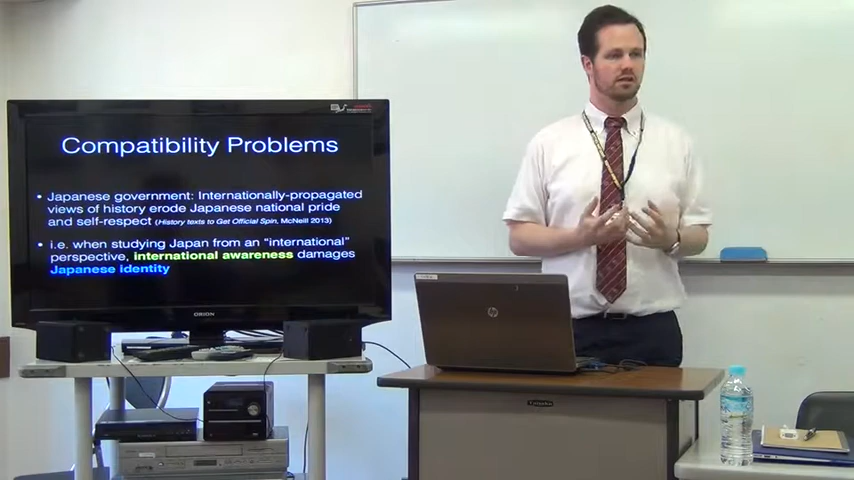 Compatibility Problems
• Japanese government: Internationally-propagated
views of history erode Japanese national pride
and self-respect (History texts to Get Official Spin, McNeill 2013)
• i.e. when studying Japan from an "international"
perspective, international awareness damages
Japanese identity
ORION
hp